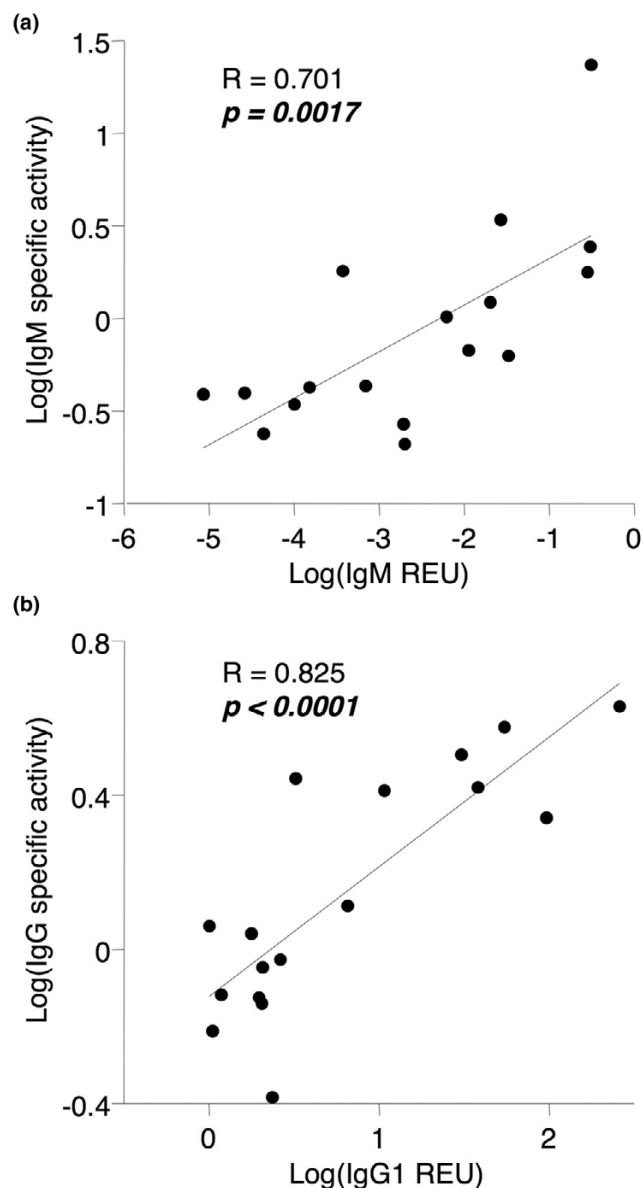 (a)
1.5
R = 0.701
p = 0.0017
1
0.5
0
-0.5
-1
Log(IgM specific activity)
-6 -5 -4 -3 -2 -1 0
Log(IgM REU)
(b)
0.8
R = 0.825
p < 0.0001
0.4
0
-0.4
Log(IgG specific activity)
0 1 2
Log(IgG1 REU)